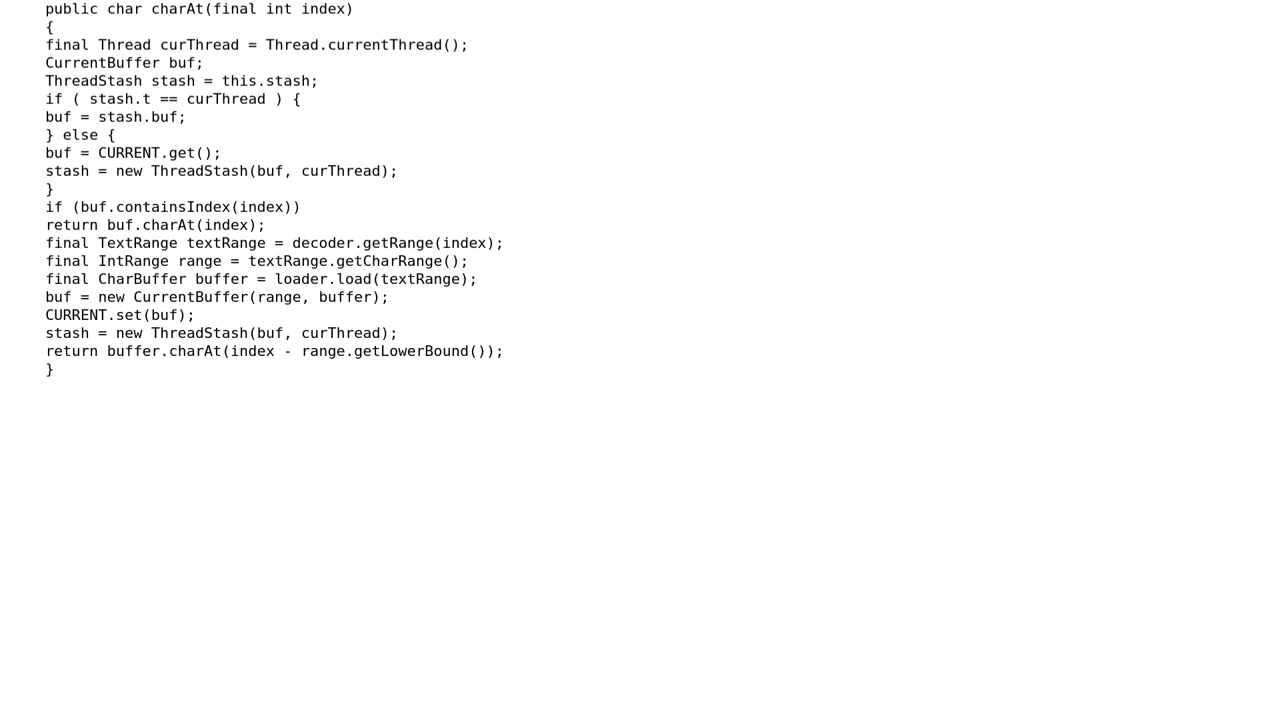 public char charAt(final int index)
{
final Thread curThread = Thread.currentThread();
CurrentBuffer buf;
ThreadStash stash = this.stash;
if ( stash.t == curThread ) {
buf = stash.buf;
} else {
buf = CURRENT.get();
stash = new ThreadStash(buf, curThread);
}
if (buf.containsIndex(index))
return buf.charAt(index);
final TextRange textRange = decoder.getRange(index);
final IntRange range = textRange.getCharRange();
final CharBuffer buffer = loader.load(textRange);
buf = new CurrentBuffer(range, buffer);
CURRENT.set(buf);
stash = new ThreadStash(buf, curThread);
return buffer.charAt(index - range.getLowerBound());
}